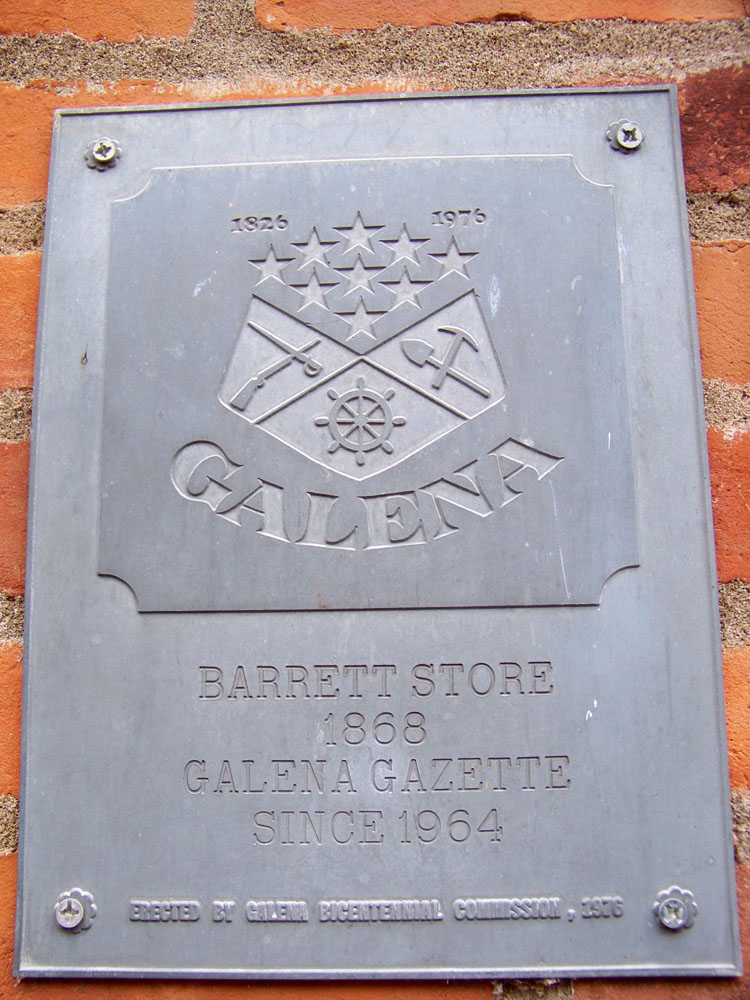 1826 1976
GALENA
BARRETT STORE
1868
GALENA GAZETTE
SINCE 1964
ERECTED BY GALENA BICENTENNIAL COMMISSION, 1976